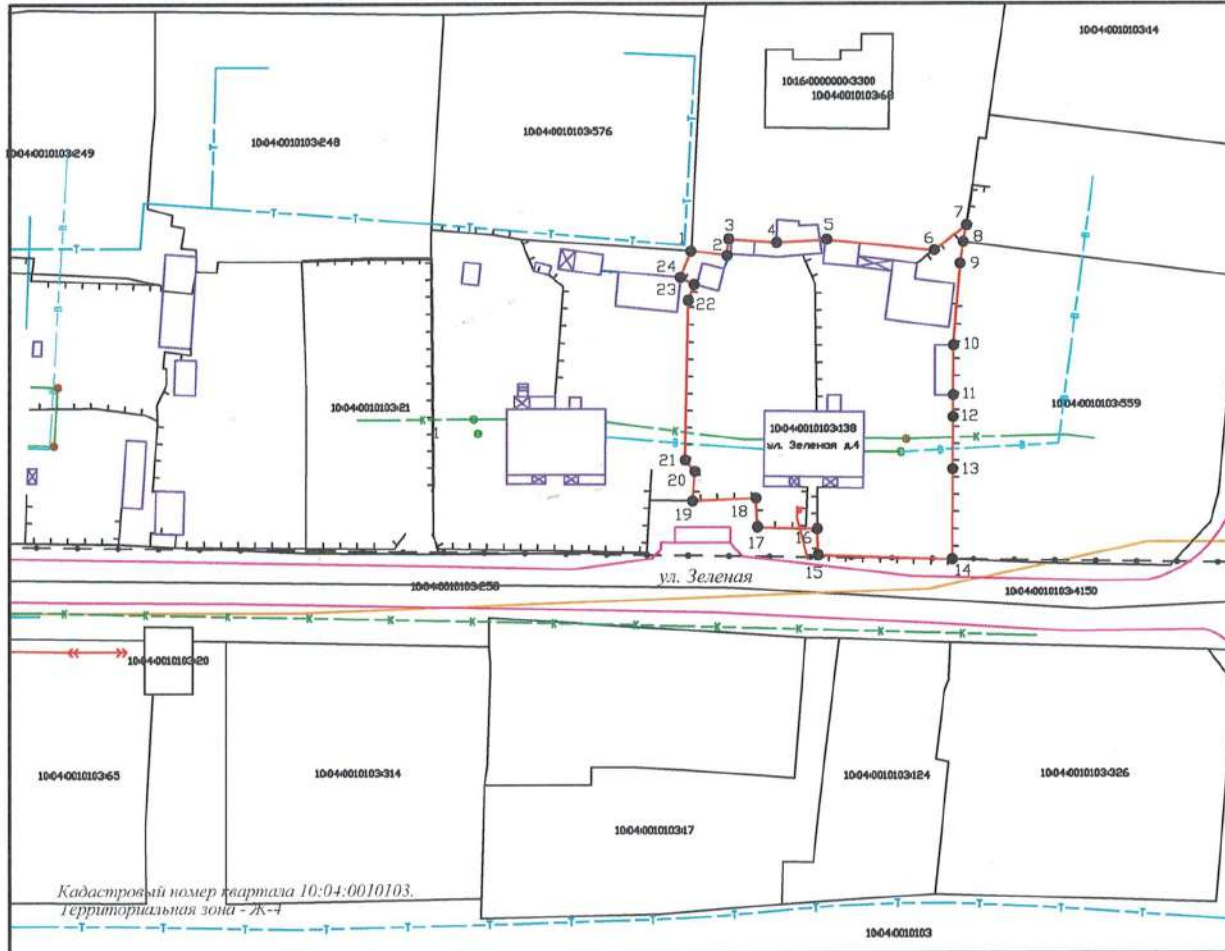 10:04:0010103:14
10:16:0000000:3300
10:04:0010103:68
10:04:0010103:576
10:04:0010103:248
10:04:0010103:249
Т
Т
Т
Т
Т
Т
Т
Т
Т
Т
В
В
1
2
3
4
5
6
7
8
9
24
23
22
10
11
12
13
10:04:0010103:21
К
К
К
10:04:0010103:559
10:04:0010103:138
ул. Зеленая д.4
В
В
В
21
20
19
18
17
16
15
14
ул. Зеленая
10:04:0010103:258
10:04:0010103:4150
К К К К К К К К К К К К
10:04:0010103:20
10:04:0010103:65
10:04:0010103:314
10:04:0010103:124
10:04:0010103:326
10:04:0010103:17
Кадастровый номер квартала 10:04:0010103.
Территориальная зона - Ж-4
Т Т Т Т Т Т Т Т Т Т Т Т Т Т
10:04:0010103